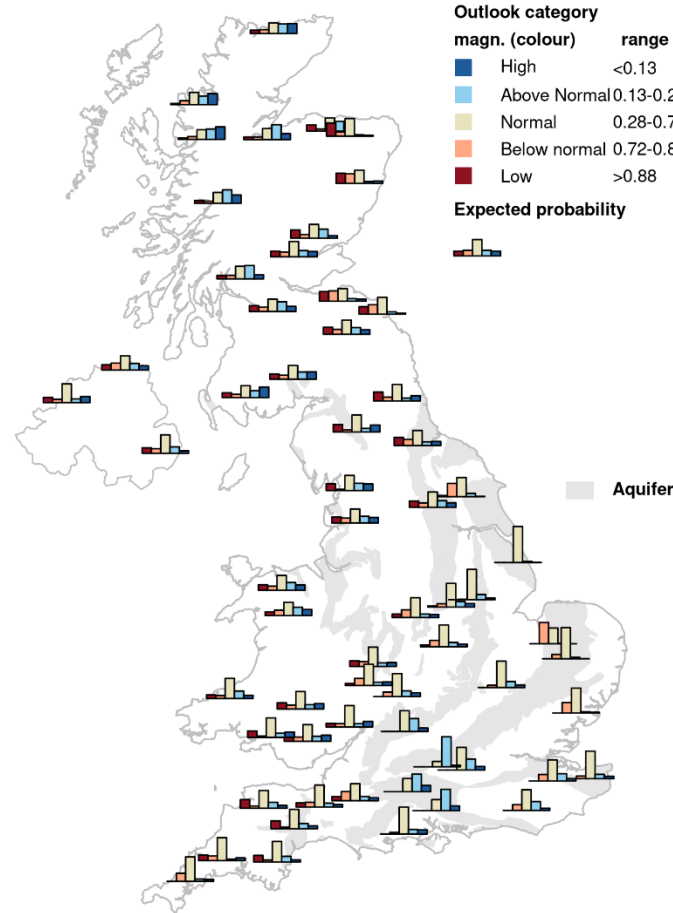 Outlook category
magn. (colour) range
High <0.13
Above Normal 0.13-0.2
Normal 0.28-0.7
Below normal 0.72-0.8
Low >0.88
Expected probability
Aquifer